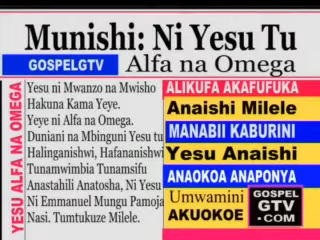 Munishi: Ni Yesu Tu
GOSPELGTV
Alfa na Omega
YESU ALFA NA OMEGA
Yesu ni Mwanzo na Mwisho
Hakuna Kama Yeye.
Yeye ni Alfa na Omega.
Duniani na Mbinguni Yesu tu
Halinganishwi, Hafananishwi
Tunamwimbia Tunamsifu
Anastahili Anatosha, Ni Yesu
Ni Emmanuel Mungu Pamoja
Nasi. Tumtukuze Milele.
ALIKUFA AKAFUFUKA
Anaishi Milele
MANABII KABURINI
Yesu Anaishi
ANAOKOA ANAPONYA
Umwamini
AKUOKOE
GOSPEL
GTV
.COM